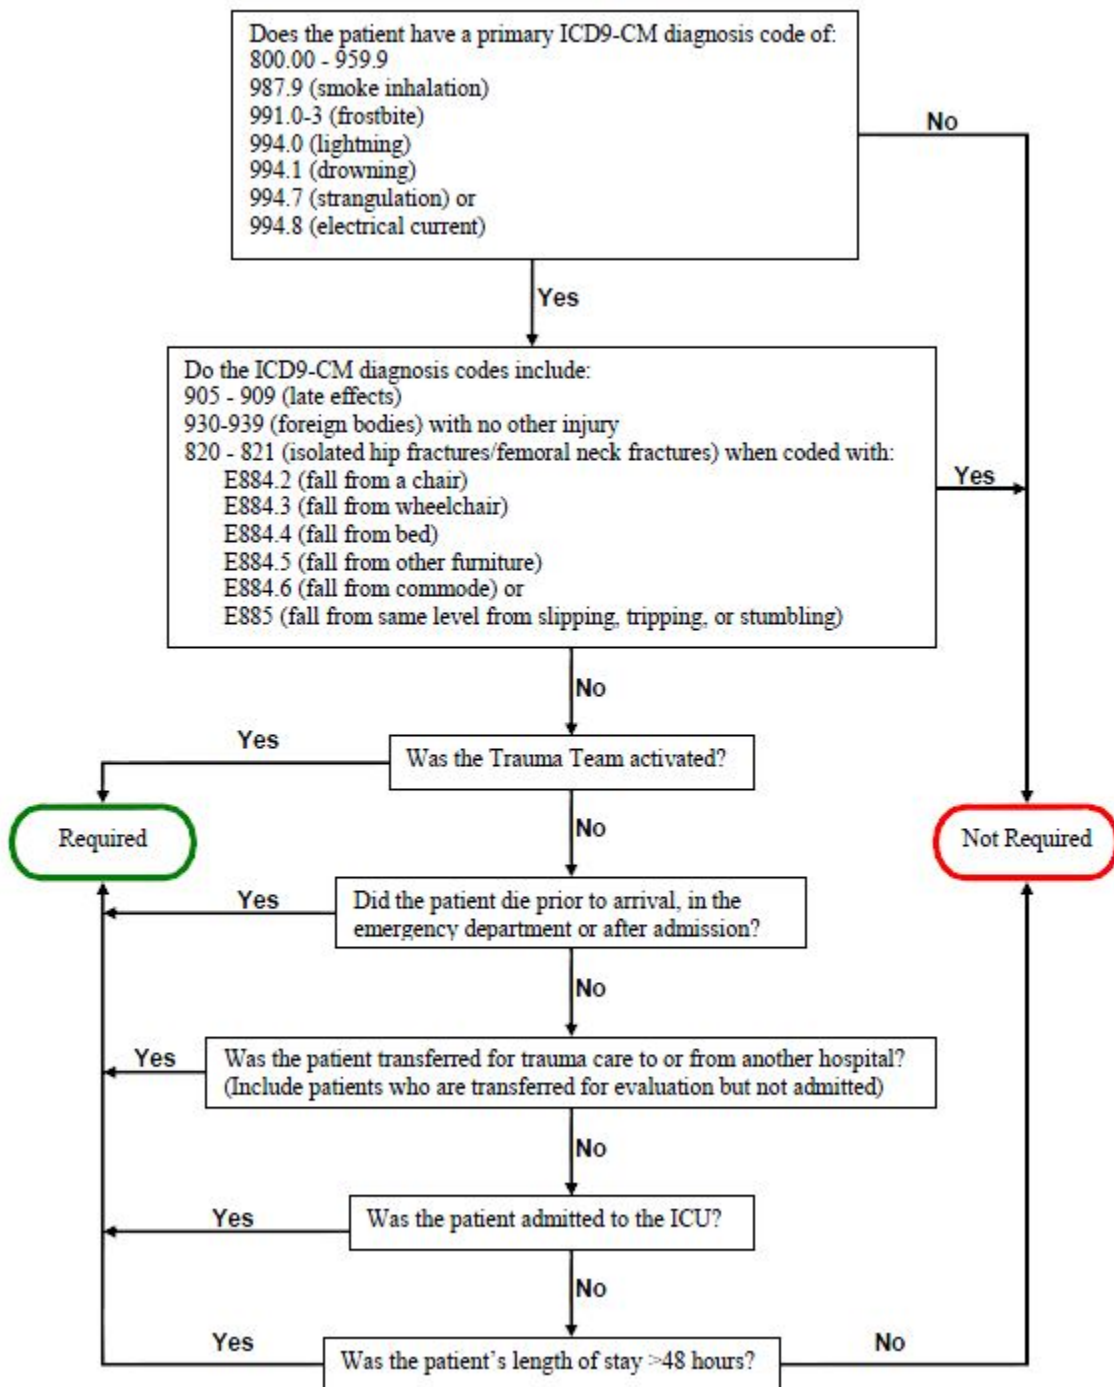 Does the patient have a primary ICD9-CM diagnosis code of:
800.00 - 959.9
987.9 (smoke inhalation)
991.0-3 (frostbite)
994.0 (lightning)
994.1 (drowning)
994.7 (strangulation) or
994.8 (electrical current)
No
Yes
Do the ICD9-CM diagnosis codes include:
905 - 909 (late effects)
930-939 (foreign bodies) with no other injury
820 - 821 (isolated hip fractures/femoral neck fractures) when coded with:
E884.2 (fall from a chair)
E884.3 (fall from wheelchair)
E884.4 (fall from bed)
E884.5 (fall from other furniture)
E884.6 (fall from commode) or
E885 (fall from same level from slipping, tripping, or stumbling)
Yes
No
Yes
Was the Trauma Team activated?
Required
No
Not Required
Yes
Did the patient die prior to arrival, in the
emergency department or after admission?
No
Yes
Was the patient transferred for trauma care to or from another hospital?
(Include patients who are transferred for evaluation but not admitted)
No
Yes
Was the patient admitted to the ICU?
No
Yes
Was the patient's length of stay >48 hours?
No